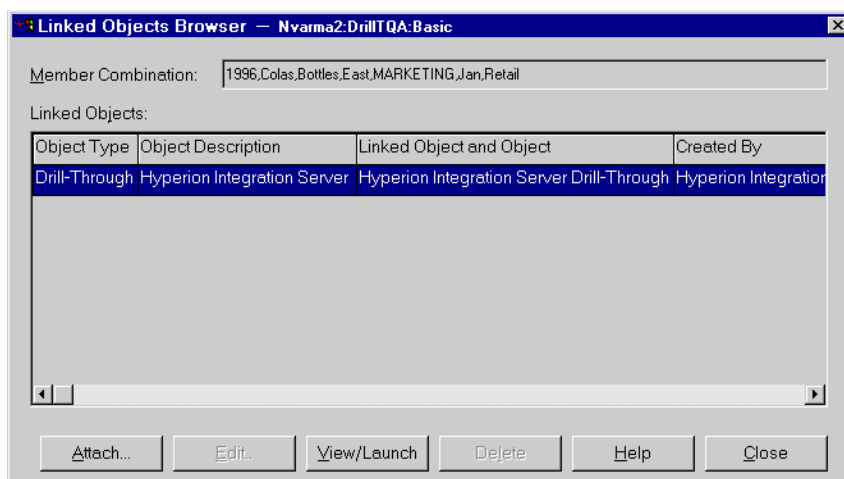 Linked Objects Browser — Nvarma2:DrillTQA:Basic
Member Combination: 1996,Colas,Bottles,East,MARKETING,Jan,Retail
Linked Objects:
Object Type Object Description Linked Object and Object Created By
Drill-Through Hyperion Integration Server Hyperion Integration Server Drill-Through Hyperion Integration
Attach... Edit.. View/Launch Delete Help Close